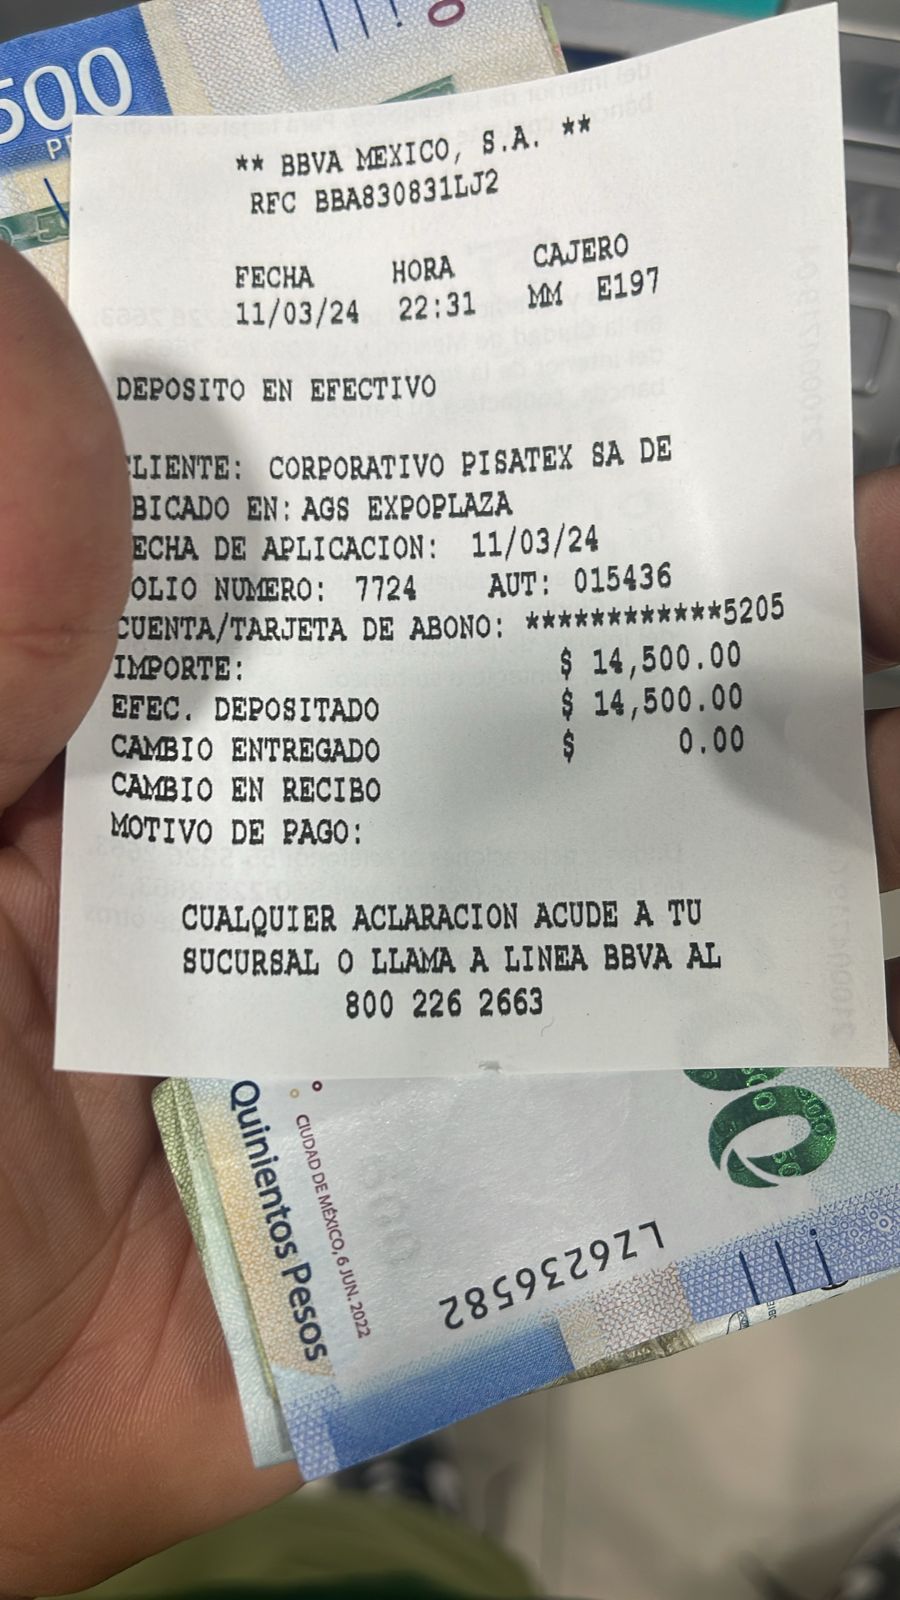 500
** BBVA MEXICO, S.A. **
RFC BBA830831LJ2
FECHA HORA CAJERO
11/03/24 22:31 MM E197
DEPOSITO EN EFECTIVO
CLIENTE: CORPORATIVO PISATEX SA DE
BICADO EN: AGS EXPOPLAZA
ECHA DE APLICACION: 11/03/24
OLIO NUMERO: 7724 AUT: 015436
CUENTA/TARJETA DE ABONO: ************5205
IMPORTE: $ 14,500.00
EFEC. DEPOSITADO $ 14,500.00
CAMBIO ENTREGADO $ 0.00
CAMBIO EN RECIBO
MOTIVO DE PAGO:
CUALQUIER ACLARACION ACUDE A TU
SUCURSAL O LLAMA A LINEA BBVA AL
800 226 2663
Quinientos Pesos
CIUDAD DE MÉXICO, 6 JUN. 2022
LZ6236582